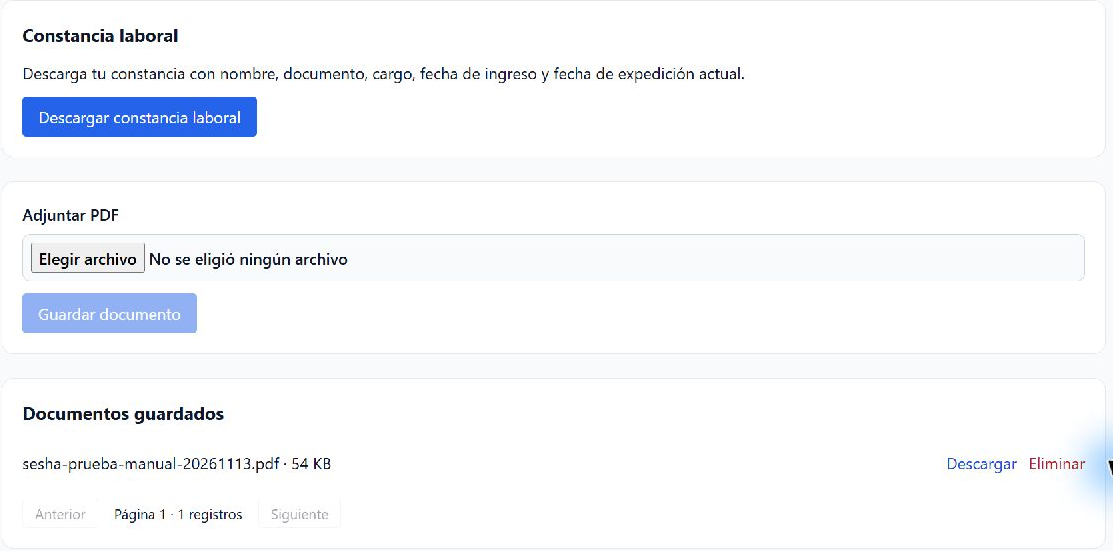 Constancia laboral
Descarga tu constancia con nombre, documento, cargo, fecha de ingreso y fecha de expedición actual.
Descargar constancia laboral
Adjuntar PDF
Elegir archivo No se eligió ningún archivo
Guardar documento
Documentos guardados
sesha-prueba-manual-20261113.pdf · 54 KB Descargar Eliminar
Anterior Página 1 · 1 registros Siguiente